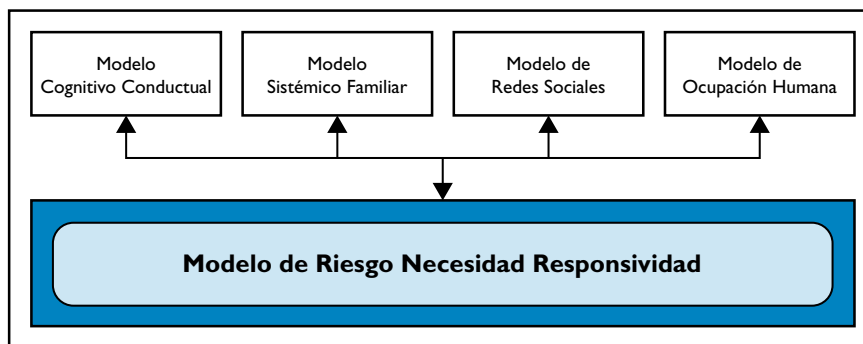 Modelo
Cognitivo Conductual
Modelo
Sistémico Familiar
Modelo de
Redes Sociales
Modelo de
Ocupación Humana
Modelo de Riesgo Necesidad Responsividad